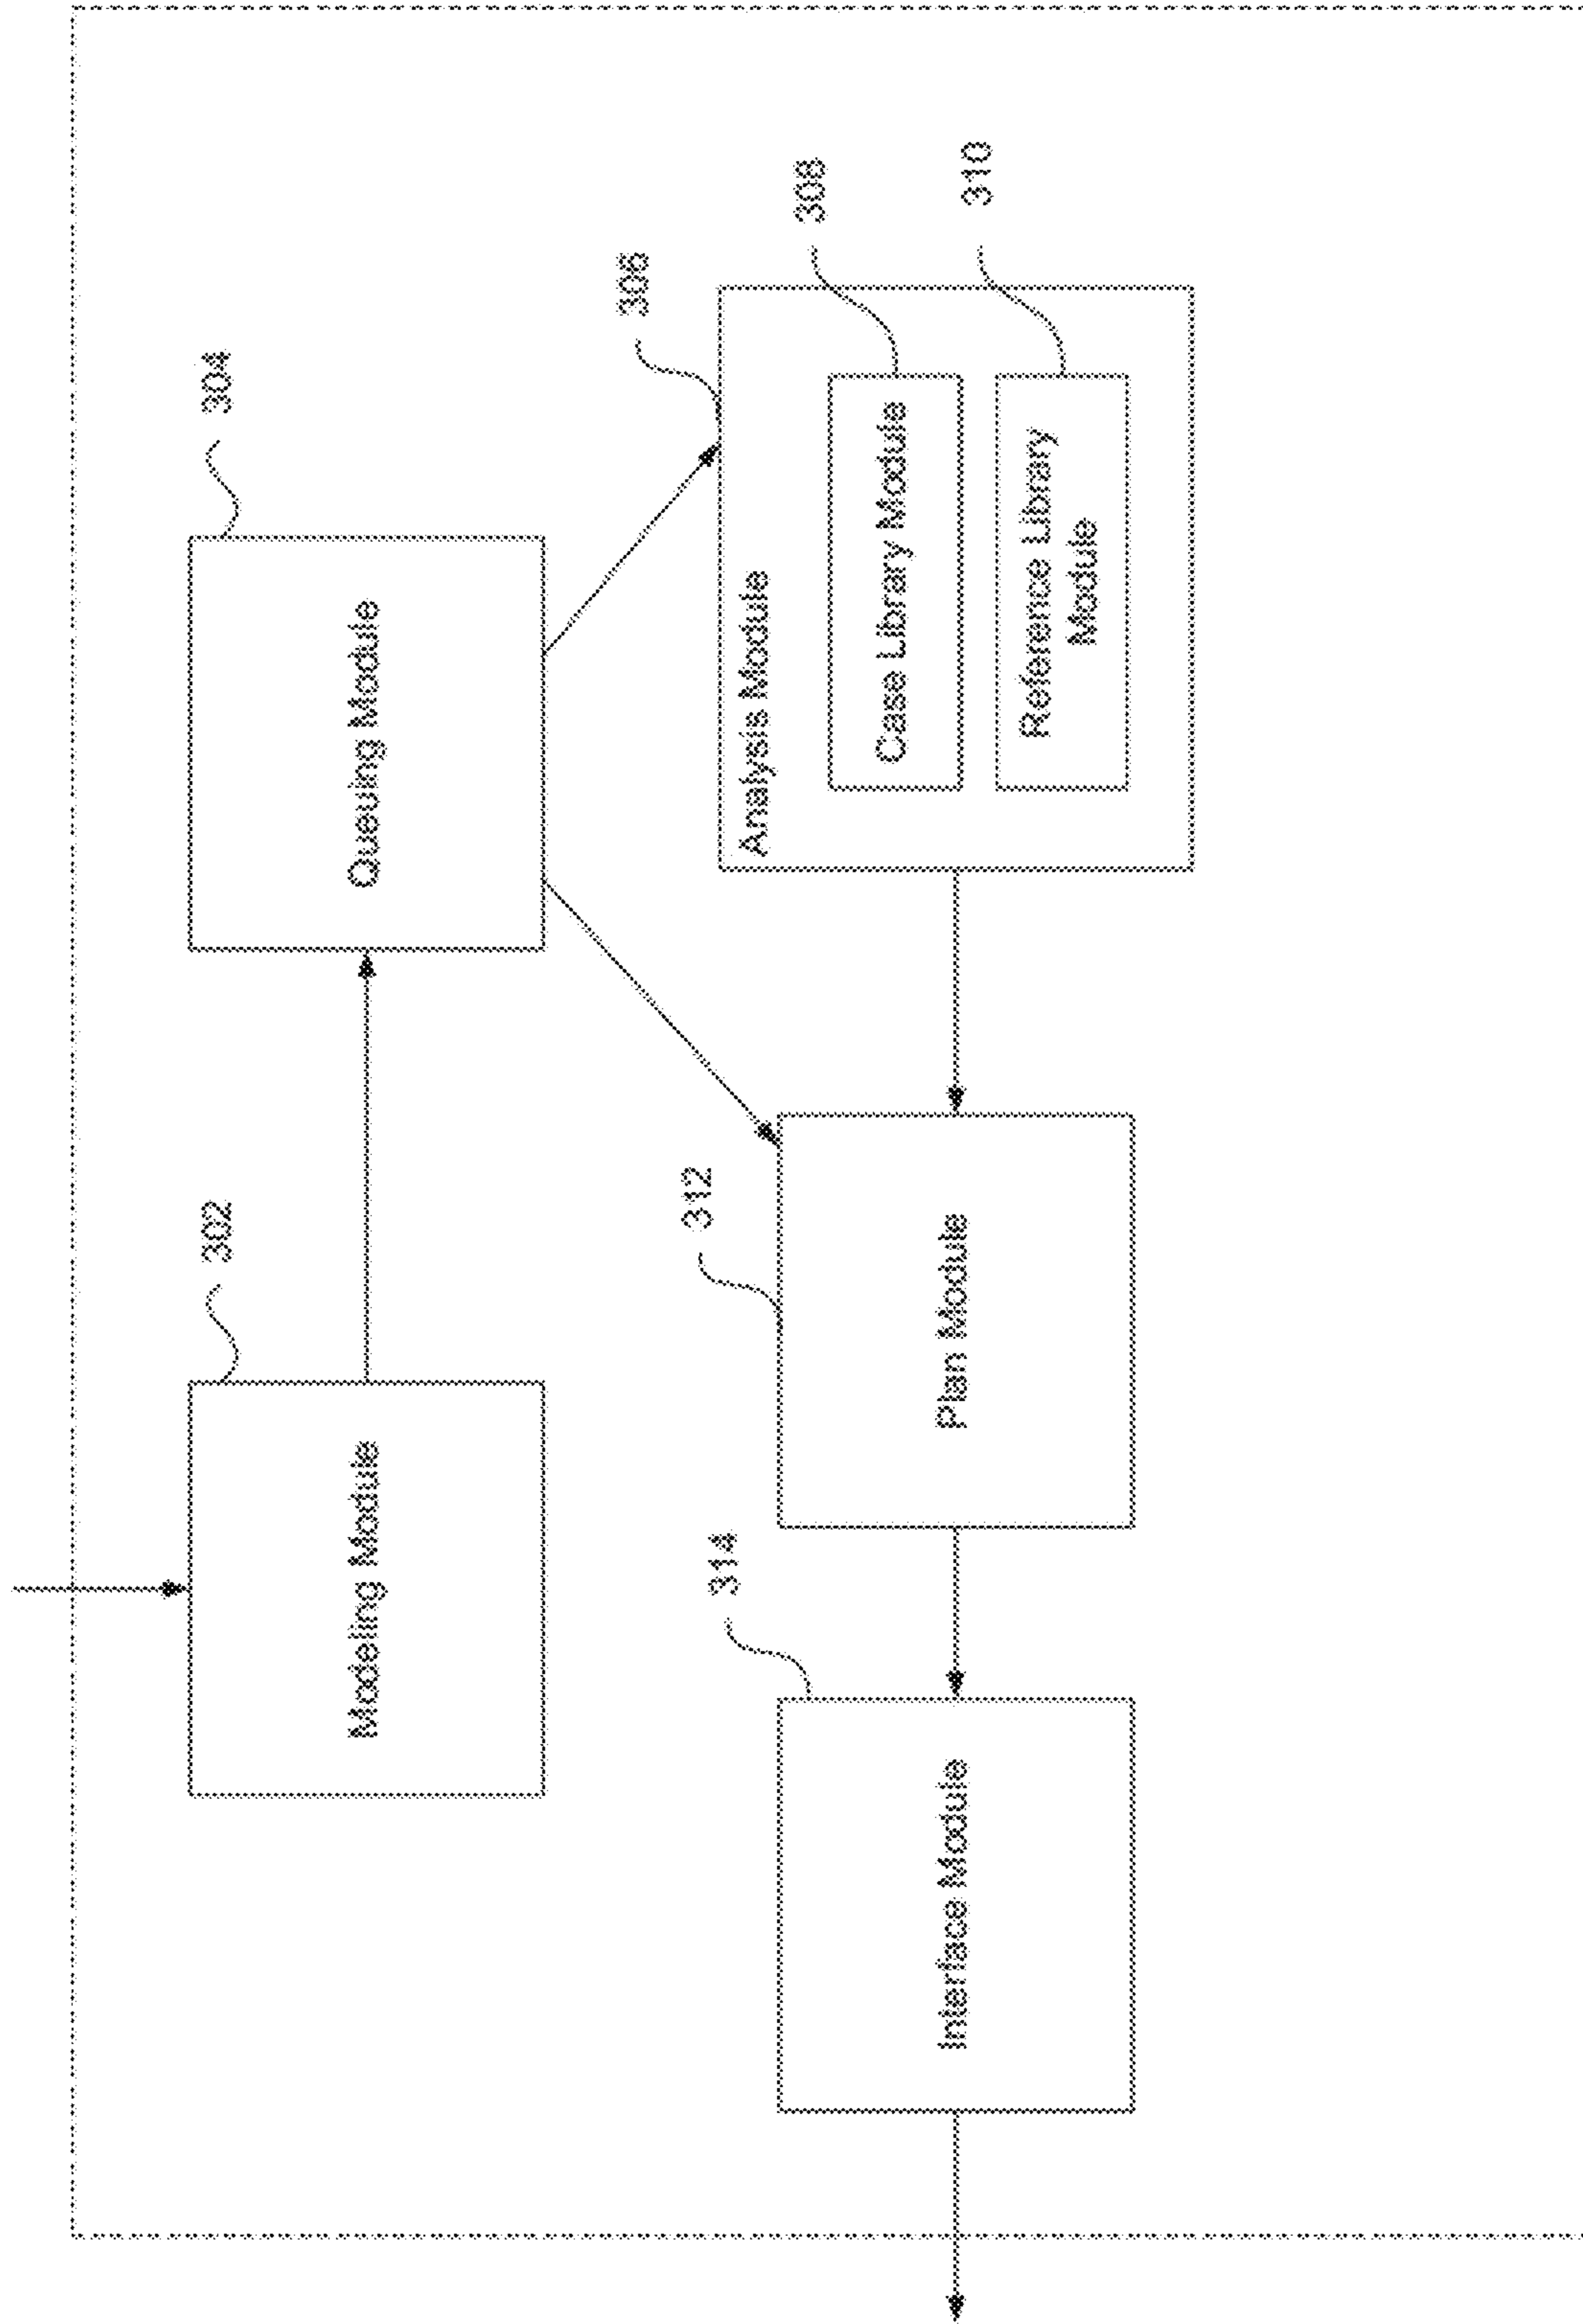 302
304
Modeling Module
Queuing Module
306
314
312
Analysis Module
308
Case Library Module
Interface Module
Plan Module
310
Reference Library
Module